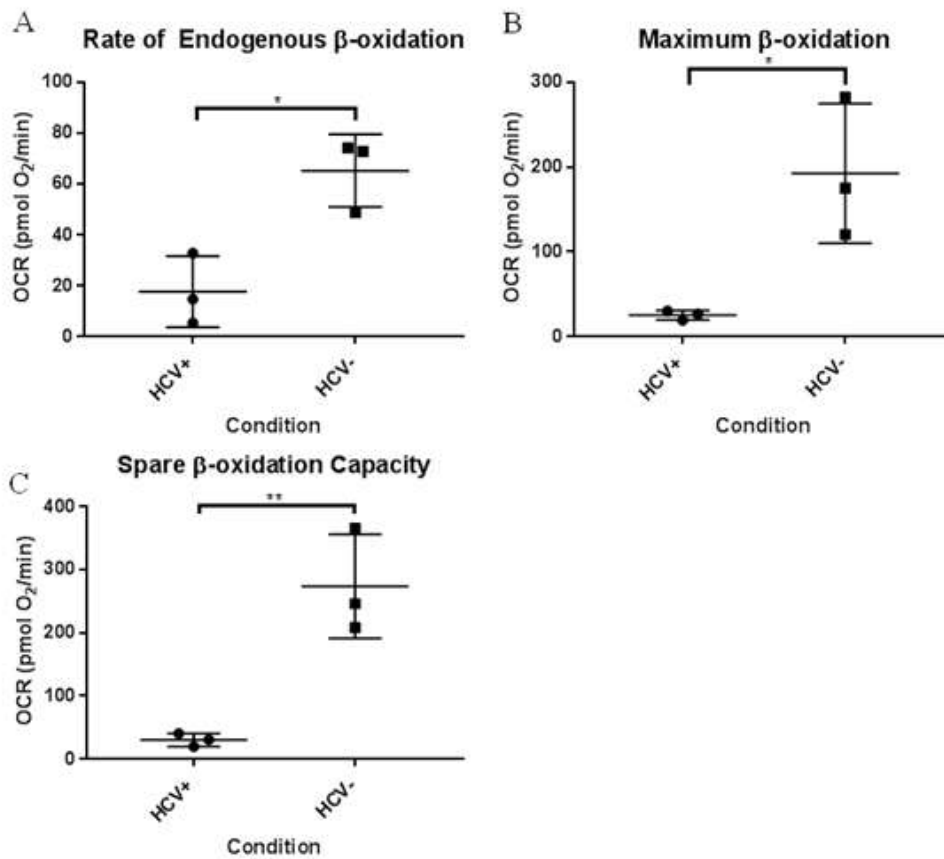 A
Rate of Endogenous β-oxidation
100
80
60
40
20
0
OCR (pmol O₂/min)
*
HCV+
HCV-
Condition
B
Maximum β-oxidation
300
200
100
0
OCR (pmol O₂/min)
*
HCV+
HCV-
Condition
C
Spare β-oxidation Capacity
400
300
200
100
0
OCR (pmol O₂/min)
**
HCV+
HCV-
Condition